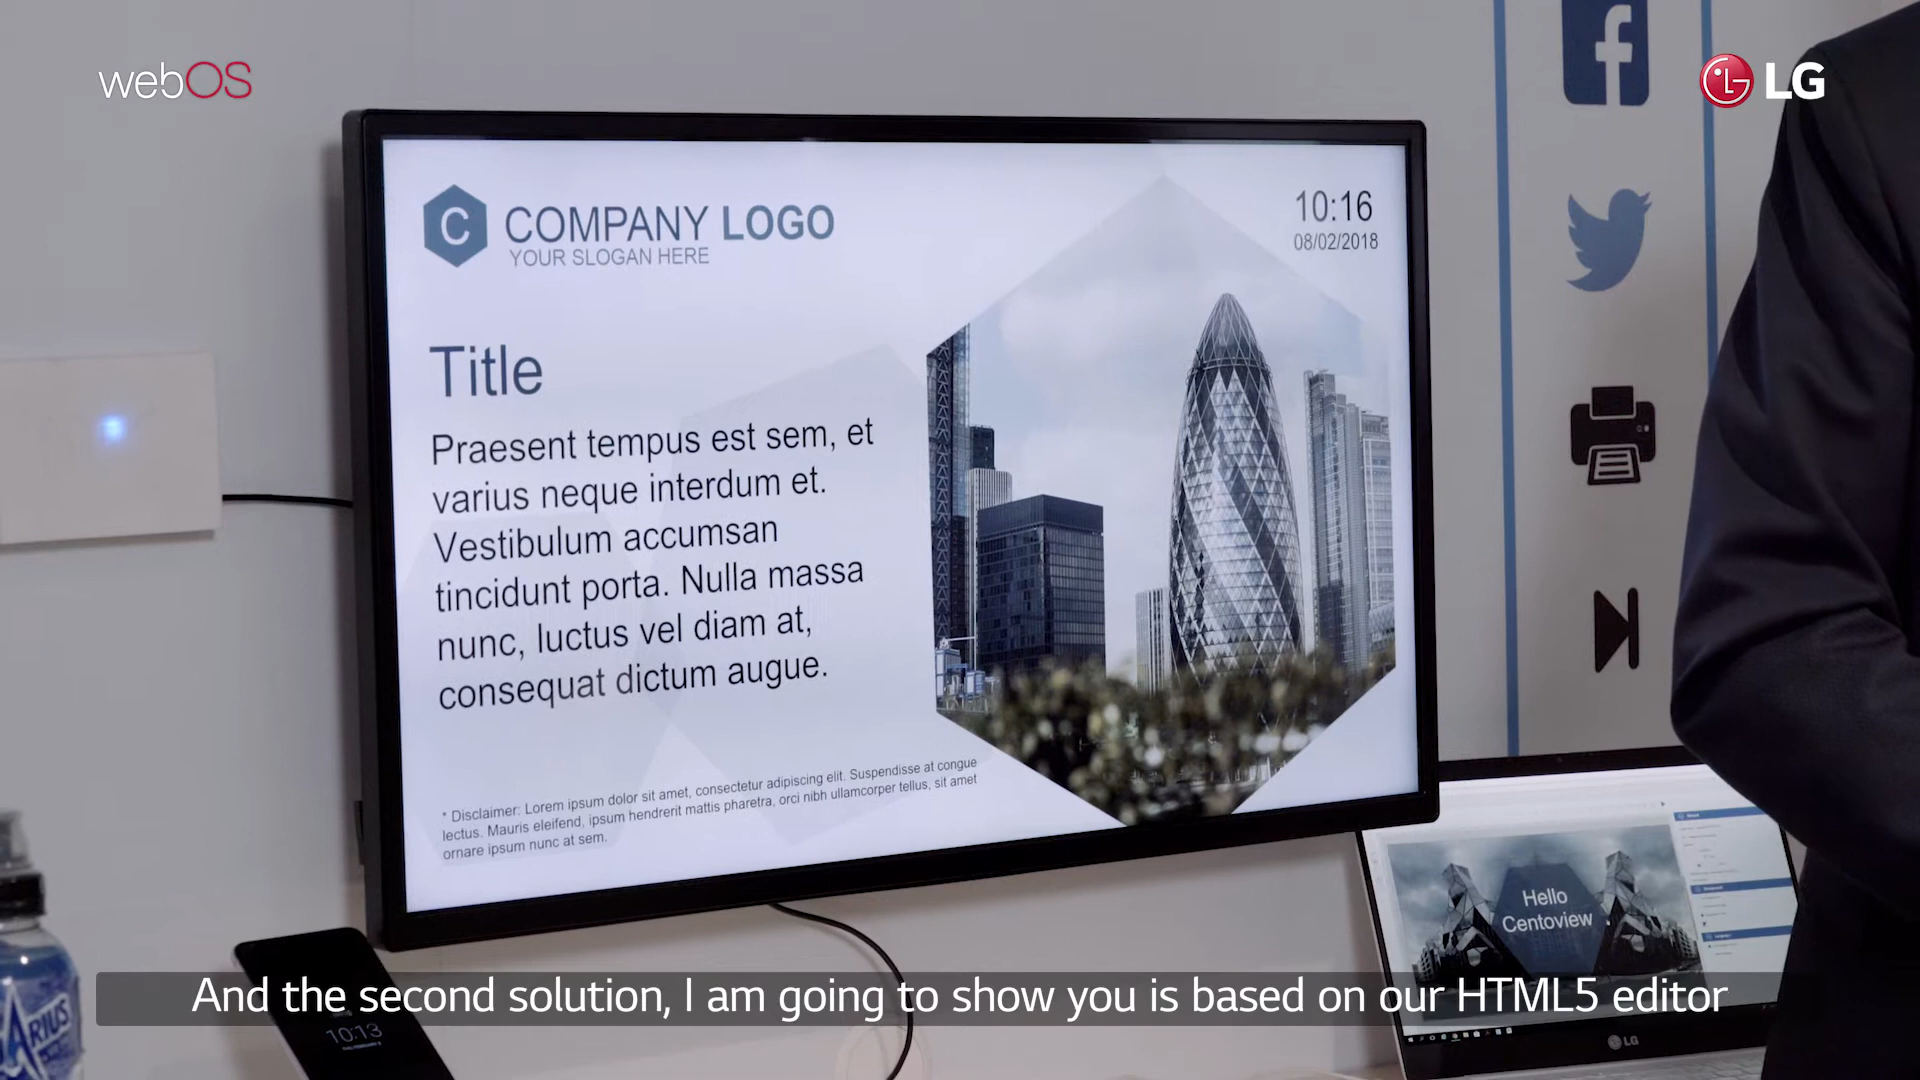 webOS
LG
C
COMPANY LOGO
YOUR SLOGAN HERE
10:16
08/02/2018
Title
Praesent tempus est sem, et
varius neque interdum et.
Vestibulum accumsan
tincidunt porta. Nulla massa
nunc, luctus vel diam at,
consequat dictum augue.
* Disclaimer: Lorem ipsum dolor sit amet, consectetur adipiscing elit. Suspendisse at congue
lectus. Mauris eleifend, ipsum hendrerit mattis pharetra, orci nibh ullamcorper tellus, sit amet
ornare ipsum nunc at sem.
Hello
Centoview
And the second solution, I am going to show you is based on our HTML5 editor
ARIUS
10:13
LG